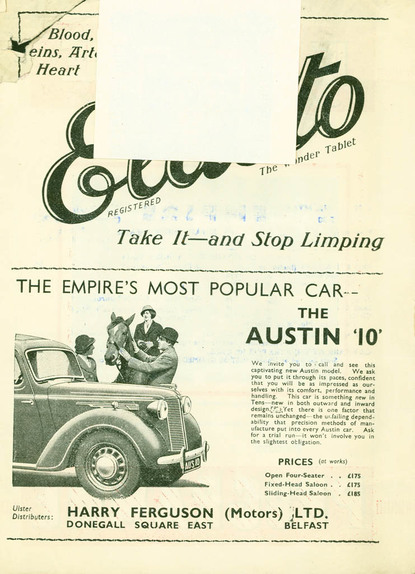 Blood,
eins,
Heart
The Wonder Tablet
REGISTERED
Take It—and Stop Limping
THE EMPIRE'S MOST POPULAR CAR--
THE
AUSTIN '10'
We invite you to call and see this
captivating new Austin model. We ask
you to put it through its paces, confident
that you will be as impressed as our-
selves with its comfort, performance and
handling. This car is something new in
Tens—new in both outward and inward
design. Yet there is one factor that
remains unchanged—the unfailing depend-
ability that precision methods of man-
ufacture put into every Austin car. Ask
for a trial run—it won't involve you in
the slightest obligation.
PRICES (at works)
Open Four-Seater . . £175
Fixed-Head Saloon . . £175
Sliding-Head Saloon . £185
Ulster
Distributers:
HARRY FERGUSON (Motors) LTD.
DONEGALL SQUARE EAST BELFAST